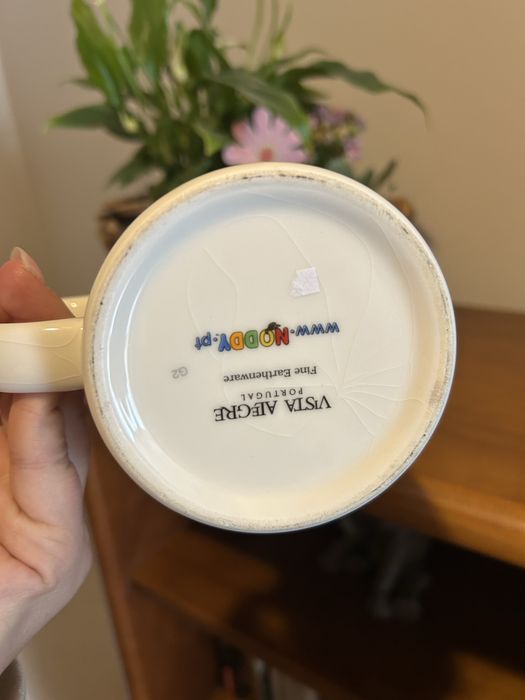 VISTA ALEGRE
PORTUGAL
Fine Earthenware
G2
www.NODDY.pt